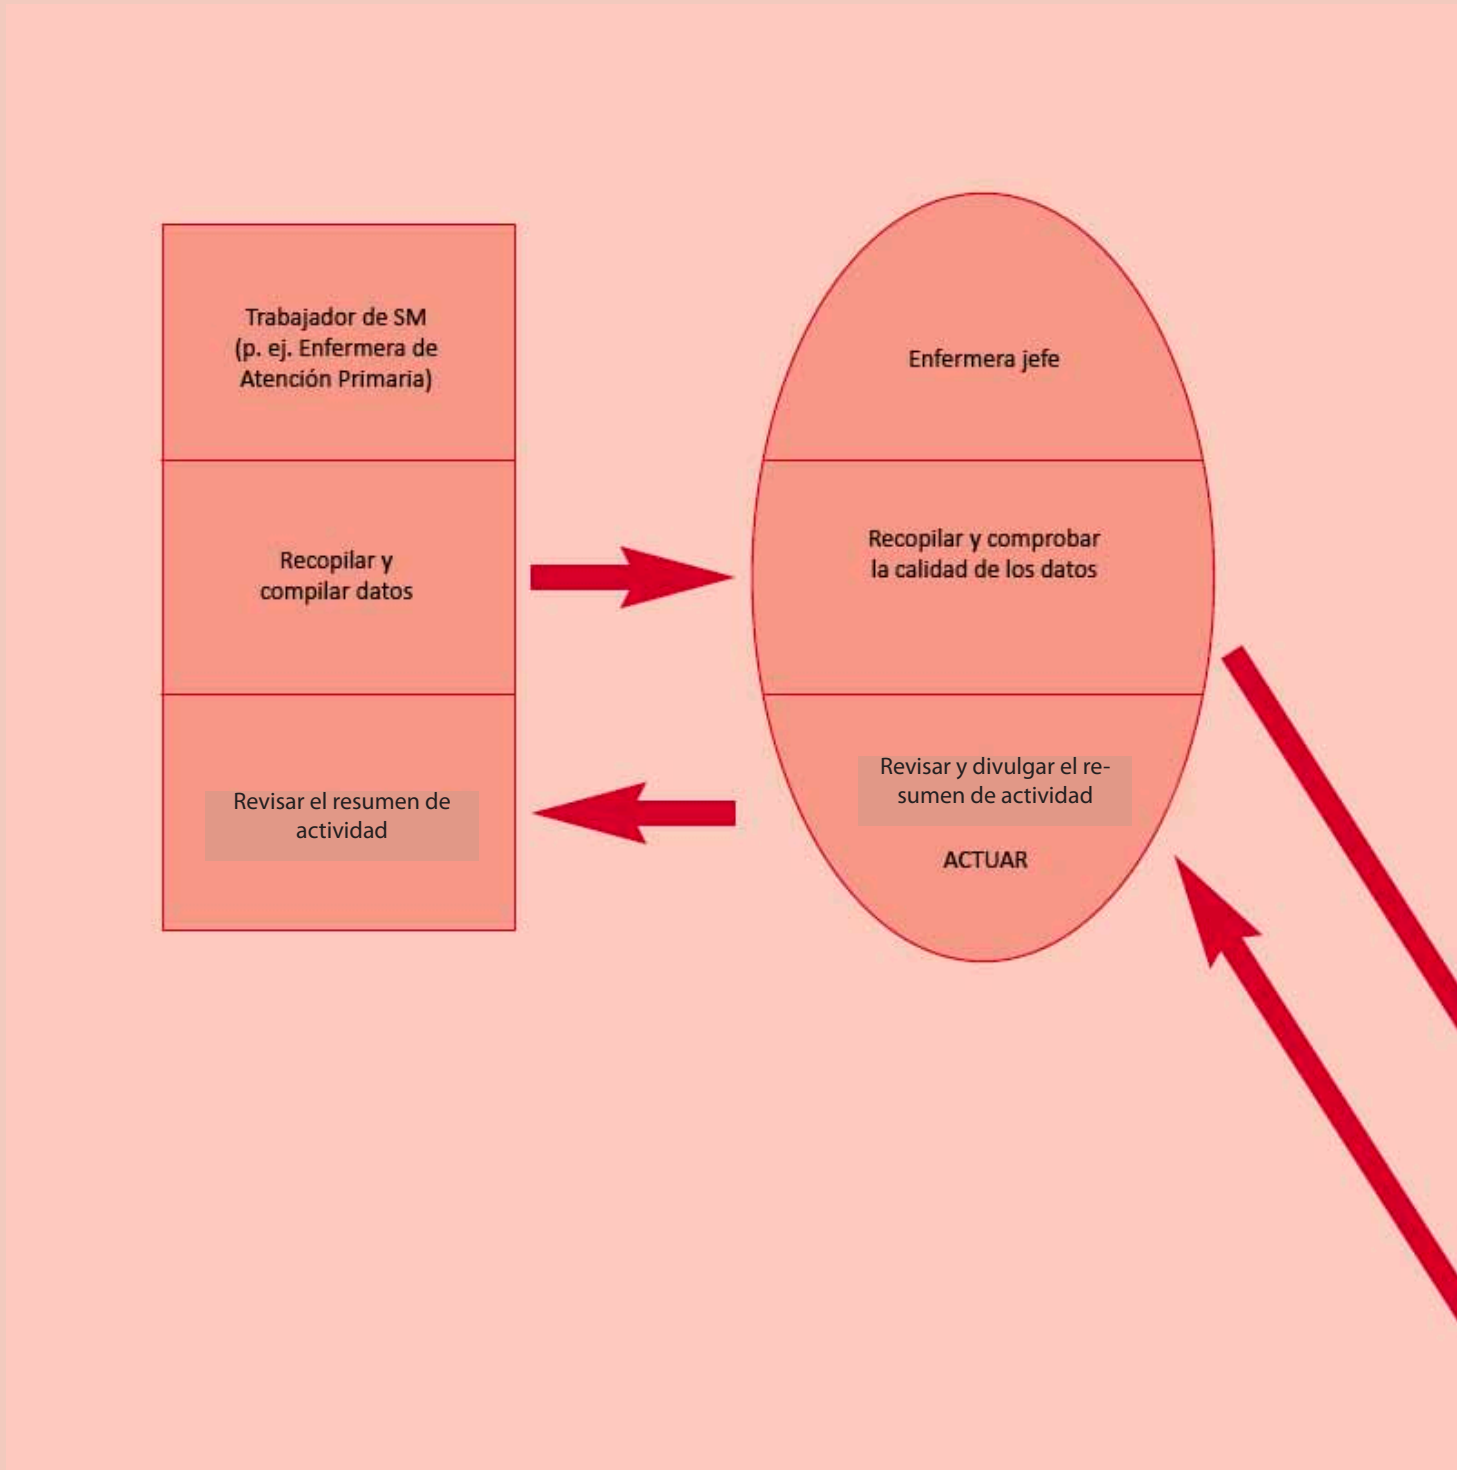 Trabajador de SM
(p. ej. Enfermera de
Atención Primaria)
Recopilar y
compilar datos
Revisar el resumen de
actividad
Enfermera jefe
Recopilar y comprobar
la calidad de los datos
Revisar y divulgar el re-
sumen de actividad
ACTUAR